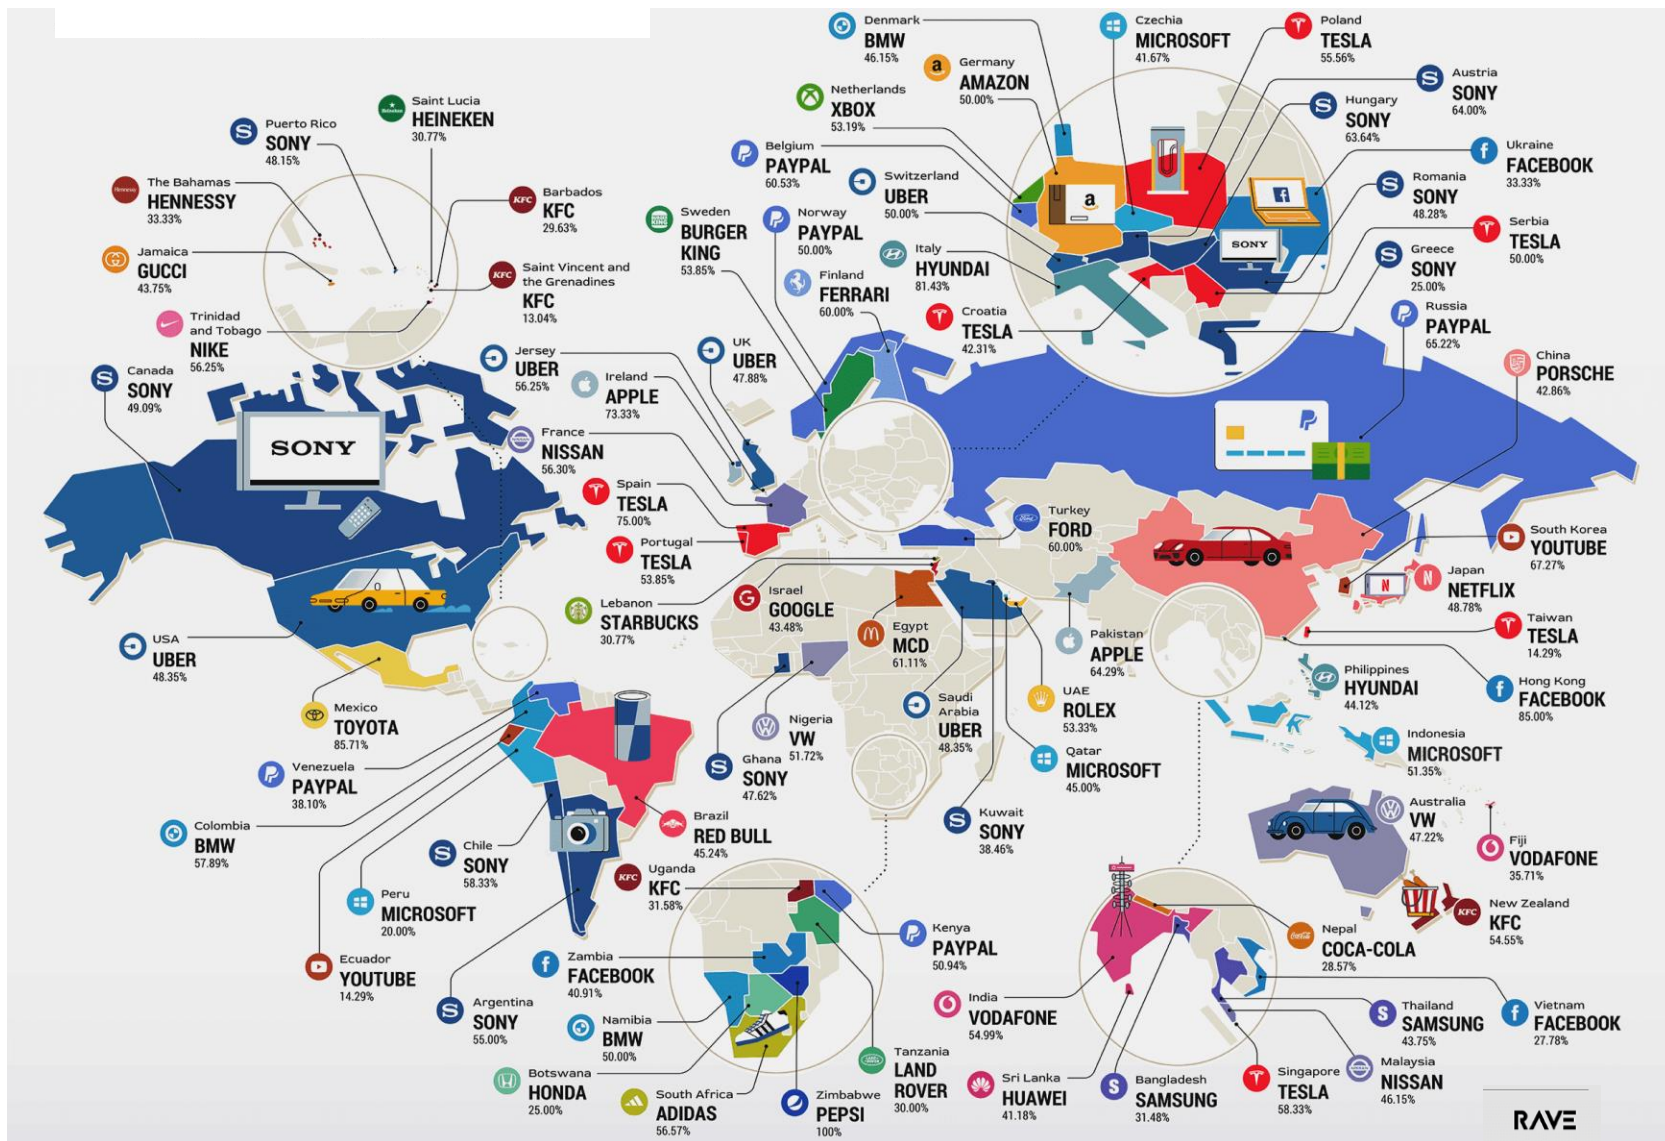 Denmark
BMW
46.15%
Czechia
MICROSOFT
41.67%
Poland
TESLA
55.56%
Germany
AMAZON
50.00%
Austria
SONY
64.00%
Netherlands
XBOX
53.19%
Hungary
SONY
63.64%
Saint Lucia
HEINEKEN
30.77%
Puerto Rico
SONY
48.15%
Belgium
PAYPAL
60.53%
Ukraine
FACEBOOK
33.33%
Switzerland
UBER
50.00%
Romania
SONY
48.28%
The Bahamas
HENNESSY
33.33%
Barbados
KFC
29.63%
Sweden
BURGER
KING
53.85%
Norway
PAYPAL
50.00%
Serbia
TESLA
50.00%
Jamaica
GUCCI
43.75%
Saint Vincent and
the Grenadines
KFC
13.04%
Italy
HYUNDAI
81.43%
Greece
SONY
25.00%
Finland
FERRARI
60.00%
Croatia
TESLA
42.31%
Russia
PAYPAL
65.22%
Trinidad
and Tobago
NIKE
56.25%
Jersey
UBER
56.25%
UK
UBER
47.88%
China
PORSCHE
42.86%
Canada
SONY
49.09%
Ireland
APPLE
73.33%
SONY
SONY
a
a
France
NISSAN
56.30%
Spain
TESLA
75.00%
Portugal
TESLA
53.85%
Turkey
FORD
60.00%
South Korea
YOUTUBE
67.27%
Japan
NETFLIX
48.78%
N
N
Lebanon
STARBUCKS
30.77%
Israel
GOOGLE
43.48%
G
Egypt
MCD
61.11%
Pakistan
APPLE
64.29%
Taiwan
TESLA
14.29%
USA
UBER
48.35%
Philippines
HYUNDAI
44.12%
Hong Kong
FACEBOOK
85.00%
Mexico
TOYOTA
85.71%
Nigeria
VW
51.72%
Saudi
Arabia
UBER
48.35%
UAE
ROLEX
53.33%
Venezuela
PAYPAL
38.10%
Ghana
SONY
47.62%
Qatar
MICROSOFT
45.00%
Indonesia
MICROSOFT
51.35%
Colombia
BMW
57.89%
Brazil
RED BULL
45.24%
Kuwait
SONY
38.46%
Australia
VW
47.22%
Chile
SONY
58.33%
Fiji
VODAFONE
35.71%
Peru
MICROSOFT
20.00%
Uganda
KFC
31.58%
New Zealand
KFC
54.55%
Kenya
PAYPAL
50.94%
Nepal
COCA-COLA
28.57%
Ecuador
YOUTUBE
14.29%
Zambia
FACEBOOK
40.91%
Argentina
SONY
55.00%
India
VODAFONE
54.99%
Thailand
SAMSUNG
43.75%
Vietnam
FACEBOOK
27.78%
Namibia
BMW
50.00%
Tanzania
LAND
ROVER
30.00%
Malaysia
NISSAN
46.15%
Botswana
HONDA
25.00%
South Africa
ADIDAS
56.57%
Zimbabwe
PEPSI
100%
Sri Lanka
HUAWEI
41.18%
Bangladesh
SAMSUNG
31.48%
Singapore
TESLA
58.33%
RAVE